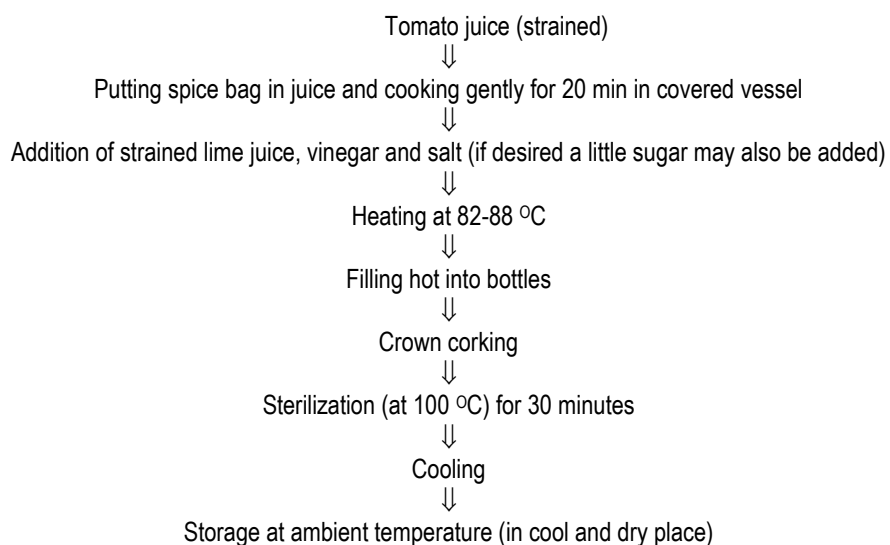 Tomato juice (strained)
⇓
Putting spice bag in juice and cooking gently for 20 min in covered vessel
⇓
Addition of strained lime juice, vinegar and salt (if desired a little sugar may also be added)
⇓
Heating at 82-88 ᴼC
⇓
Filling hot into bottles
⇓
Crown corking
⇓
Sterilization (at 100 ᴼC) for 30 minutes
⇓
Cooling
⇓
Storage at ambient temperature (in cool and dry place)